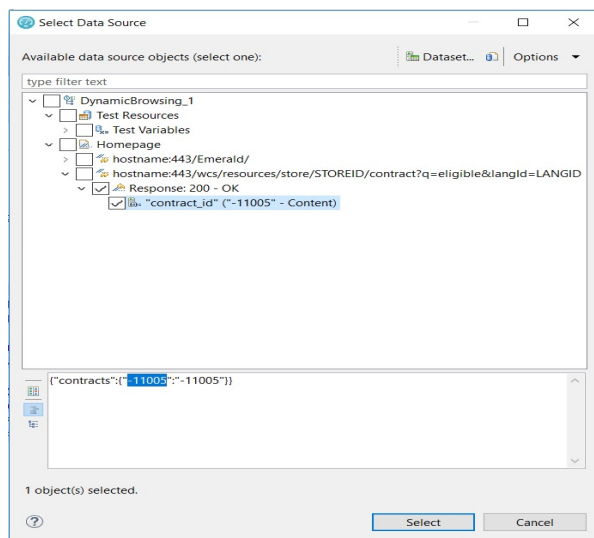 Select Data Source
Available data source objects (select one):
Dataset... Options
type filter text
DynamicBrowsing_1
Test Resources
Test Variables
Homepage
hostname:443/Emerald/
hostname:443/wcs/resources/store/STOREID/contract?q=eligible&langId=LANGID
Response: 200 - OK
"contract_id" ("-11005" - Content)
{"contracts":{"-11005":"-11005"}}
1 object(s) selected.
?
Select Cancel